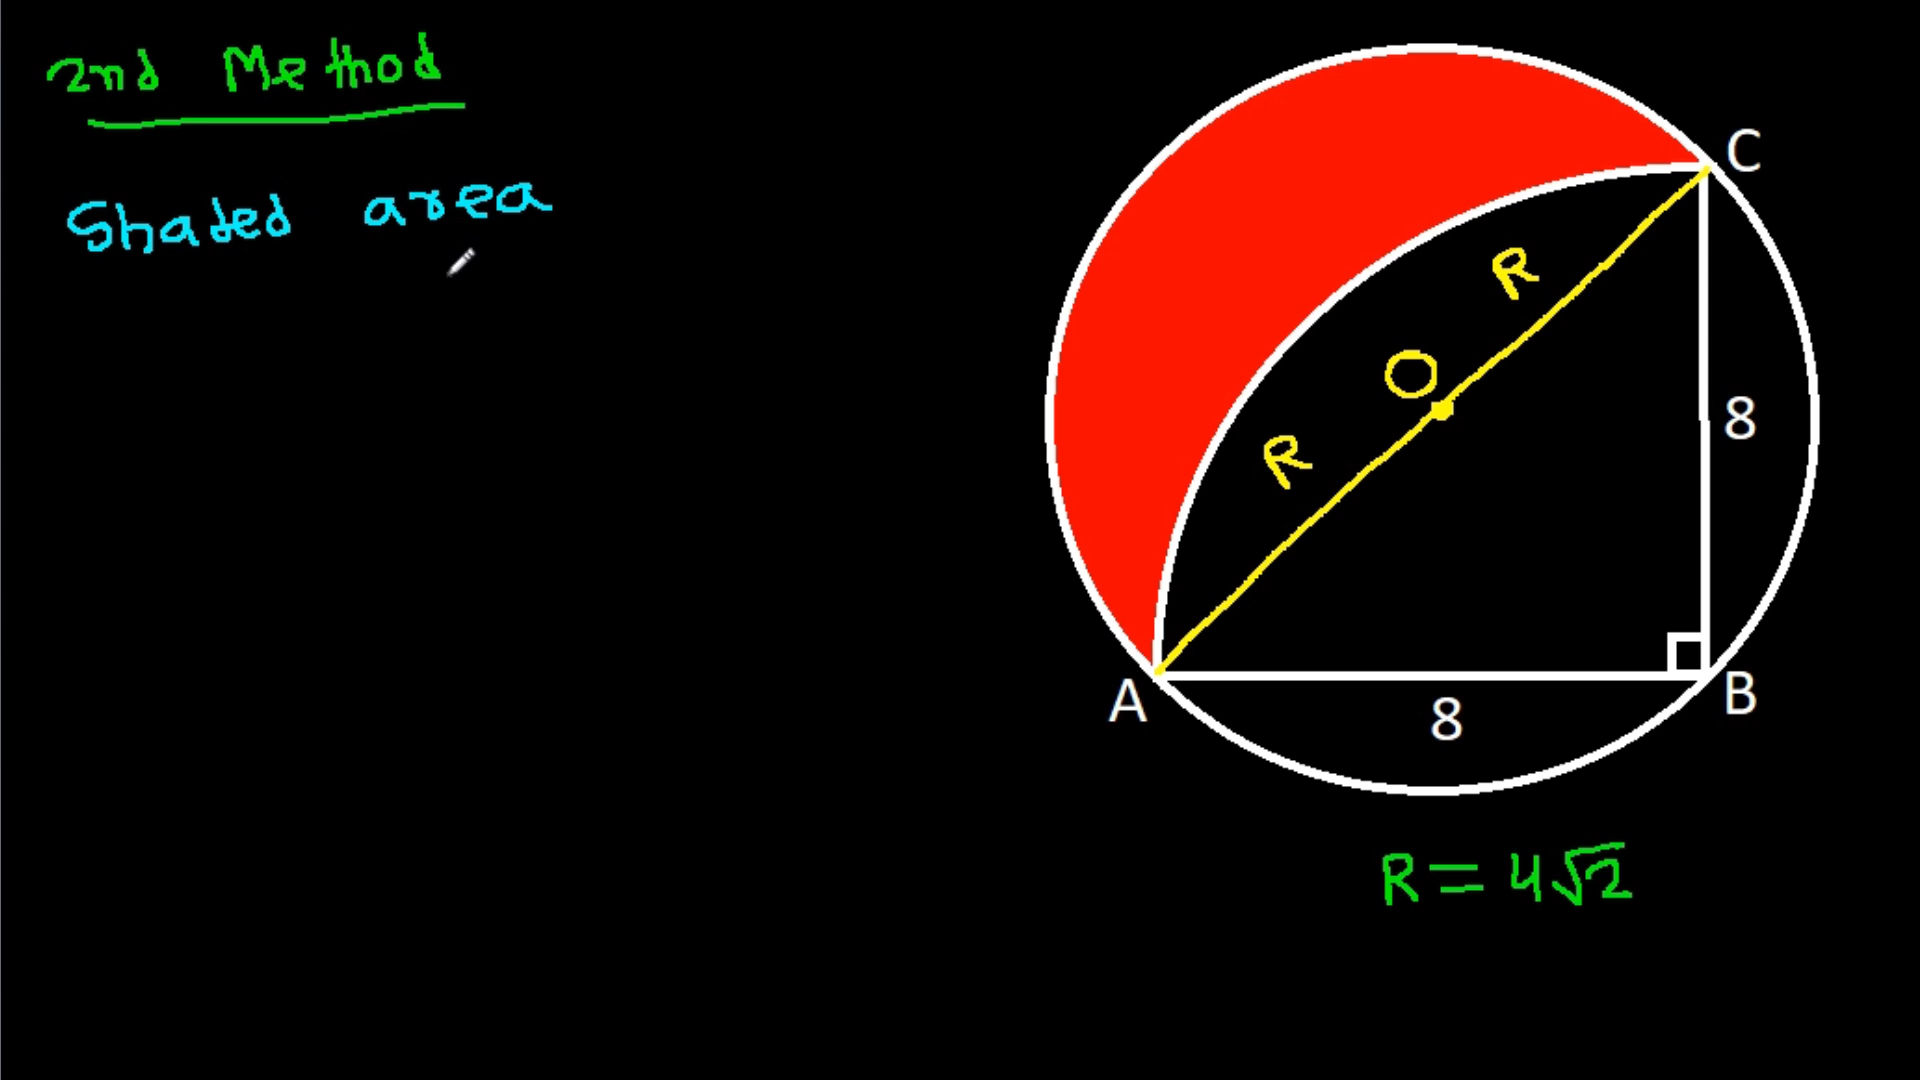 2nd Method
Shaded area
C
R
O
8
R
A
B
8
R = 4√2